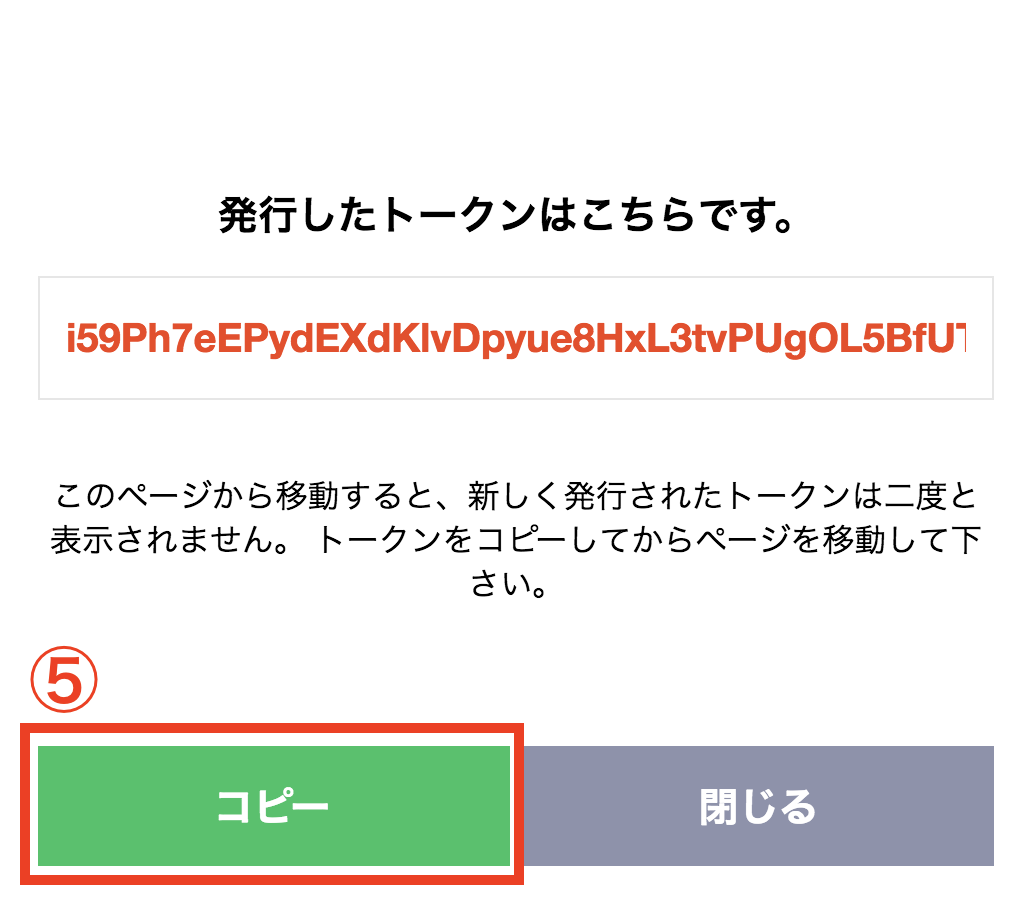 発行したトークンはこちらです。
i59Ph7eEPydEXdKlvDpyue8HxL3tvPUgOL5BfUT
このページから移動すると、新しく発行されたトークンは二度と
表示されません。 トークンをコピーしてからページを移動して下
さい。
⑤
コピー
閉じる